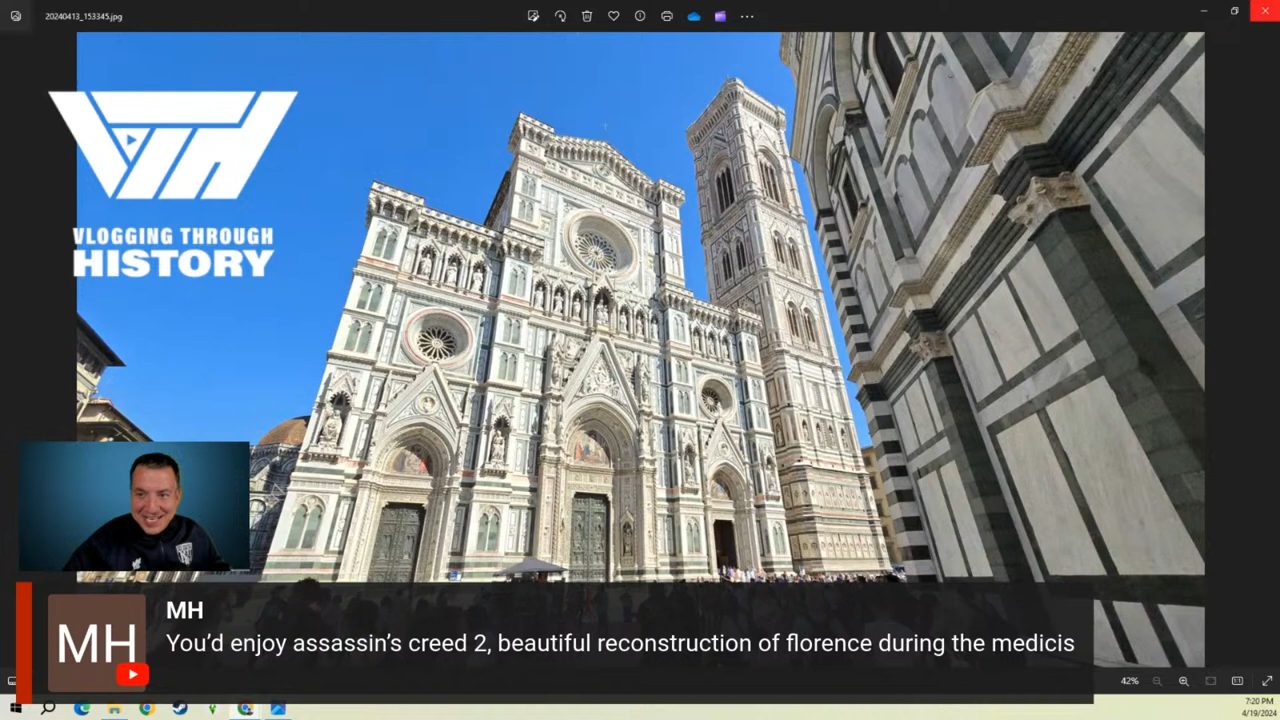 20240413_153345.jpg
VTH
VLOGGING THROUGH
HISTORY
MH
MH
You’d enjoy assassin’s creed 2, beautiful reconstruction of florence during the medicis
42%
7:20 PM
4/19/2024